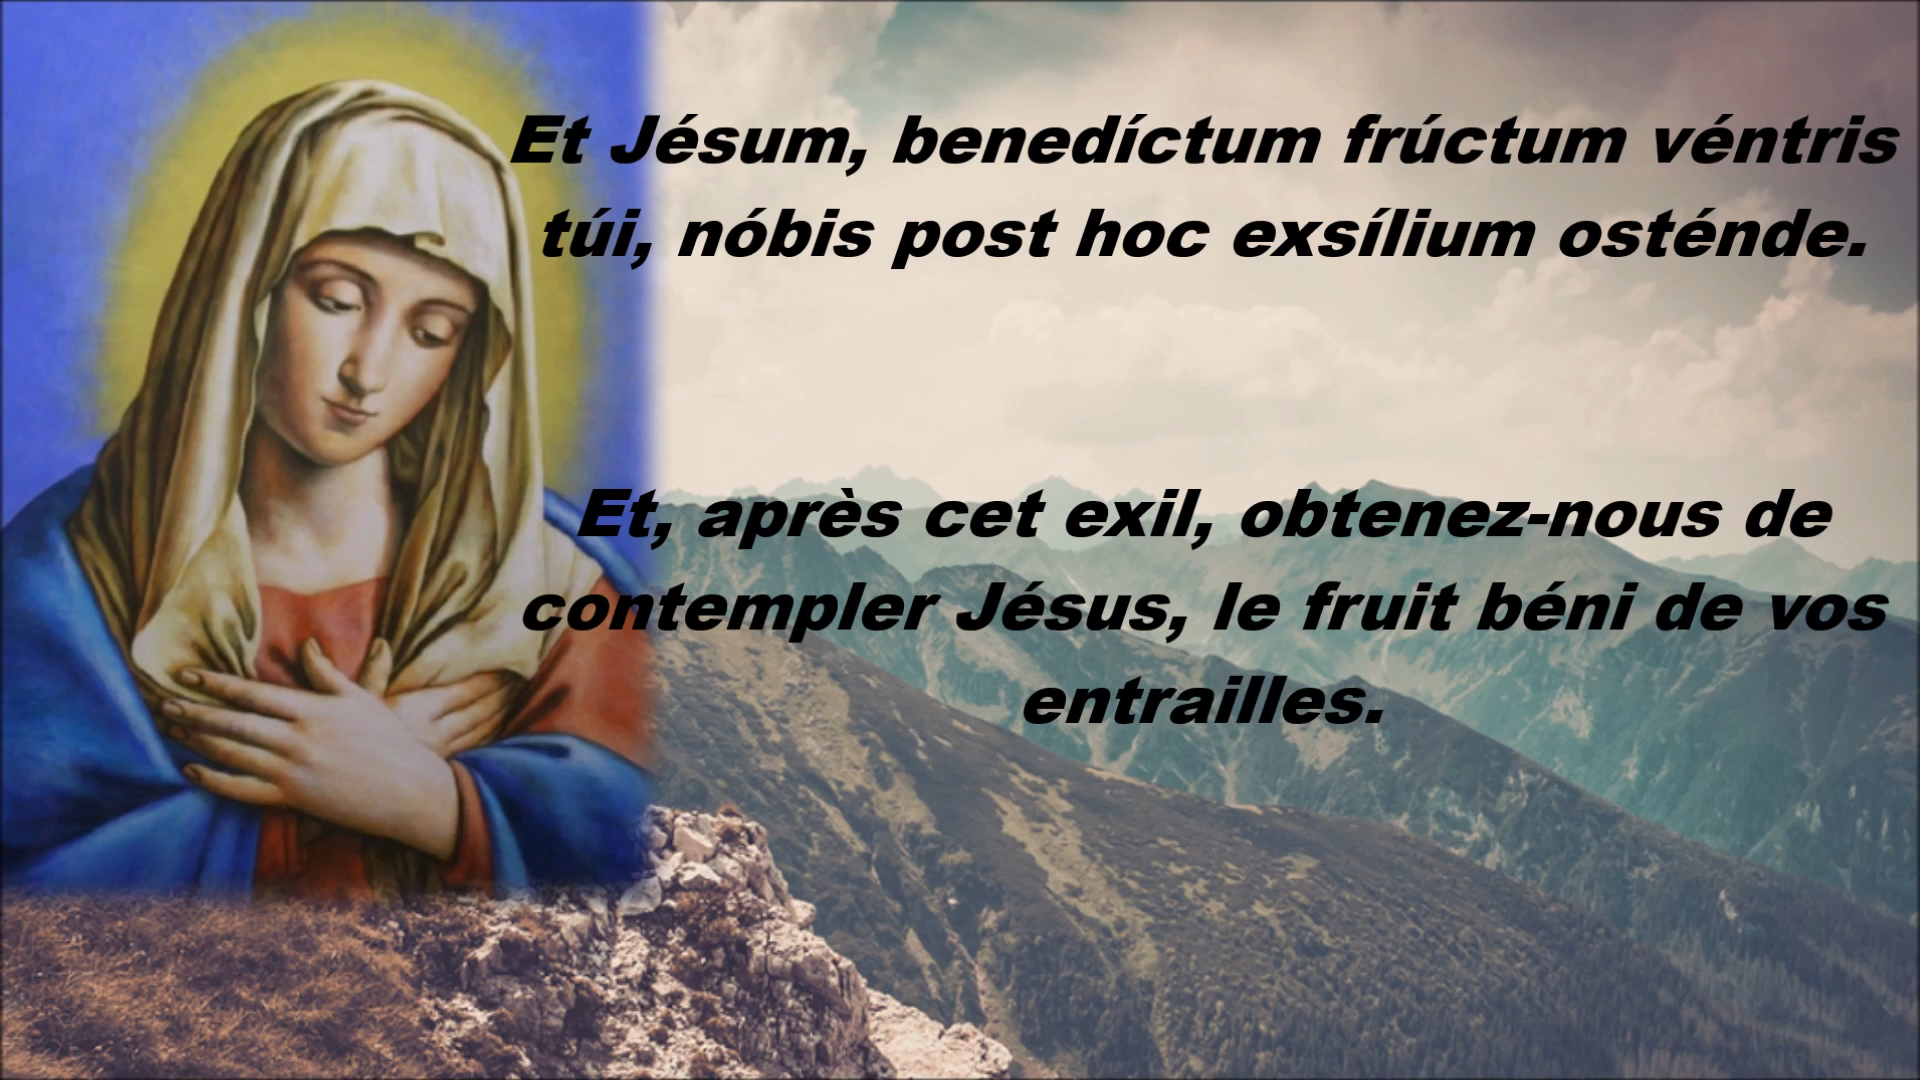 Et Jésum, benedíctum frúctum véntris
túi, nóbis post hoc exsílium osténde.
Et, après cet exil, obtenez-nous de
contempler Jésus, le fruit béni de vos
entrailles.